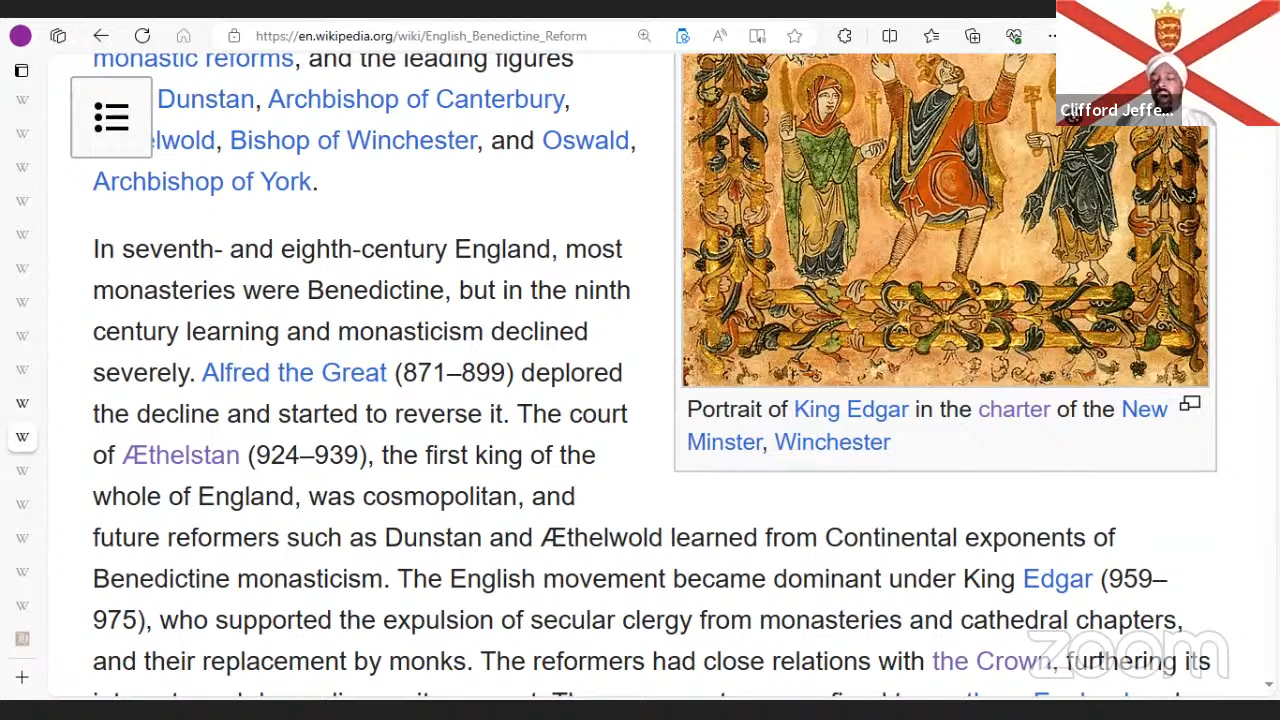 https://en.wikipedia.org/wiki/English_Benedictine_Reform
Clifford Jeffe...
monastic reforms, and the leading figures
Dunstan, Archbishop of Canterbury,
elwold, Bishop of Winchester, and Oswald,
Archbishop of York.
In seventh- and eighth-century England, most
monasteries were Benedictine, but in the ninth
century learning and monasticism declined
severely. Alfred the Great (871–899) deplored
the decline and started to reverse it. The court
of Æthelstan (924–939), the first king of the
whole of England, was cosmopolitan, and
future reformers such as Dunstan and Æthelwold learned from Continental exponents of
Benedictine monasticism. The English movement became dominant under King Edgar (959–
975), who supported the expulsion of secular clergy from monasteries and cathedral chapters,
and their replacement by monks. The reformers had close relations with the Crown, furthering its
Portrait of King Edgar in the charter of the New
Minster, Winchester
zoom